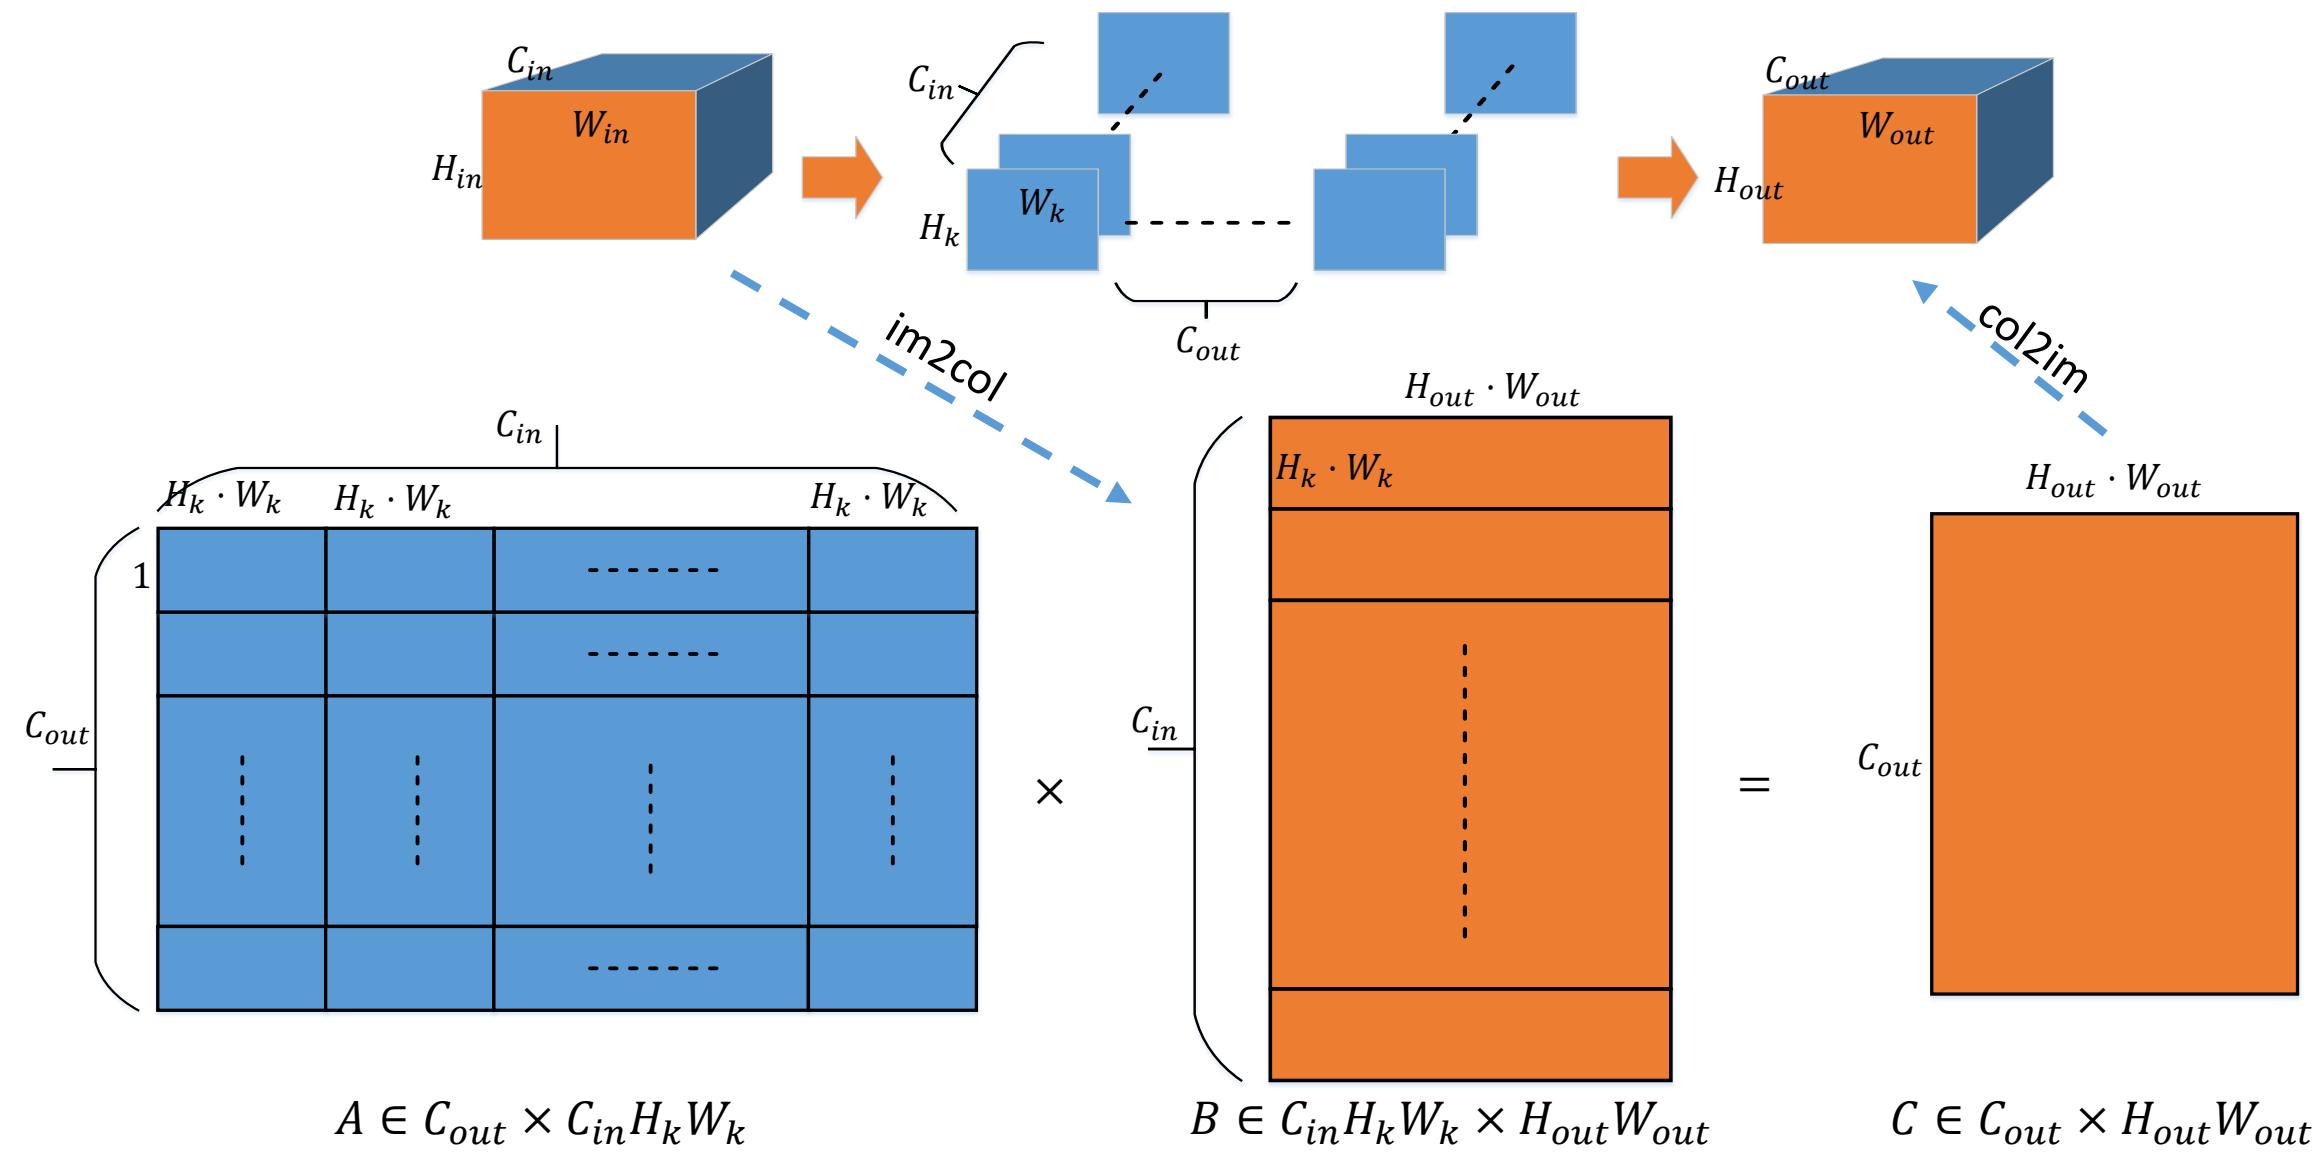 C_in
W_in
H_in
C_in
W_k
H_k
C_out
C_out
W_out
H_out
im2col
col2im
C_in
H_k · W_k
H_k · W_k
H_k · W_k
1
C_out
×
H_out · W_out
H_k · W_k
C_in
=
H_out · W_out
C_out
A ∈ C_out × C_in H_k W_k
B ∈ C_in H_k W_k × H_out W_out
C ∈ C_out × H_out W_out